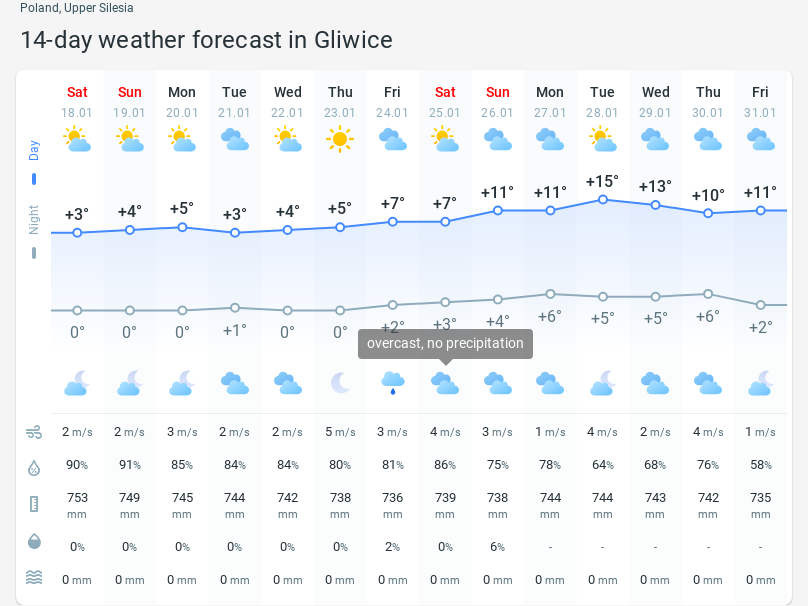 Poland, Upper Silesia
14-day weather forecast in Gliwice
Sat Sun Mon Tue Wed Thu Fri Sat Sun Mon Tue Wed Thu Fri
18.01 19.01 20.01 21.01 22.01 23.01 24.01 25.01 26.01 27.01 28.01 29.01 30.01 31.01
Day
+3° +4° +5° +3° +4° +5° +7° +7° +11° +11° +15° +13° +10° +11°
Night
0° 0° 0° +1° 0° 0° +2° +3° +4° +6° +5° +5° +6° +2°
overcast, no precipitation
2 m/s 2 m/s 3 m/s 2 m/s 2 m/s 5 m/s 3 m/s 4 m/s 3 m/s 1 m/s 4 m/s 2 m/s 4 m/s 1 m/s
90% 91% 85% 84% 84% 80% 81% 86% 75% 78% 64% 68% 76% 58%
753 749 745 744 742 738 736 739 738 744 744 743 742 735
mm mm mm mm mm mm mm mm mm mm mm mm mm mm
0% 0% 0% 0% 0% 0% 2% 0% 6% - - - - -
0 mm 0 mm 0 mm 0 mm 0 mm 0 mm 0 mm 0 mm 0 mm 0 mm 0 mm 0 mm 0 mm 0 mm